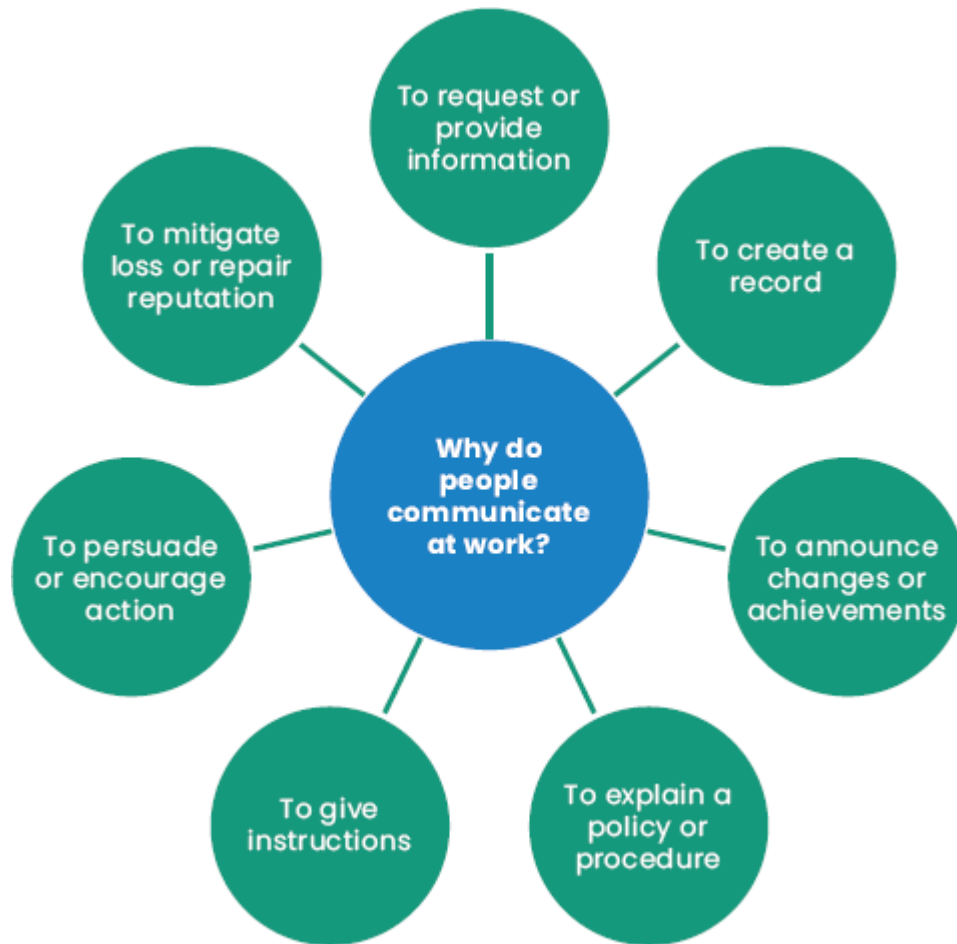 To request or
provide
information
To create a
record
To announce
changes or
achievements
To explain a
policy or
procedure
To give
instructions
To persuade
or encourage
action
To mitigate
loss or repair
reputation
Why do
people
communicate
at work?